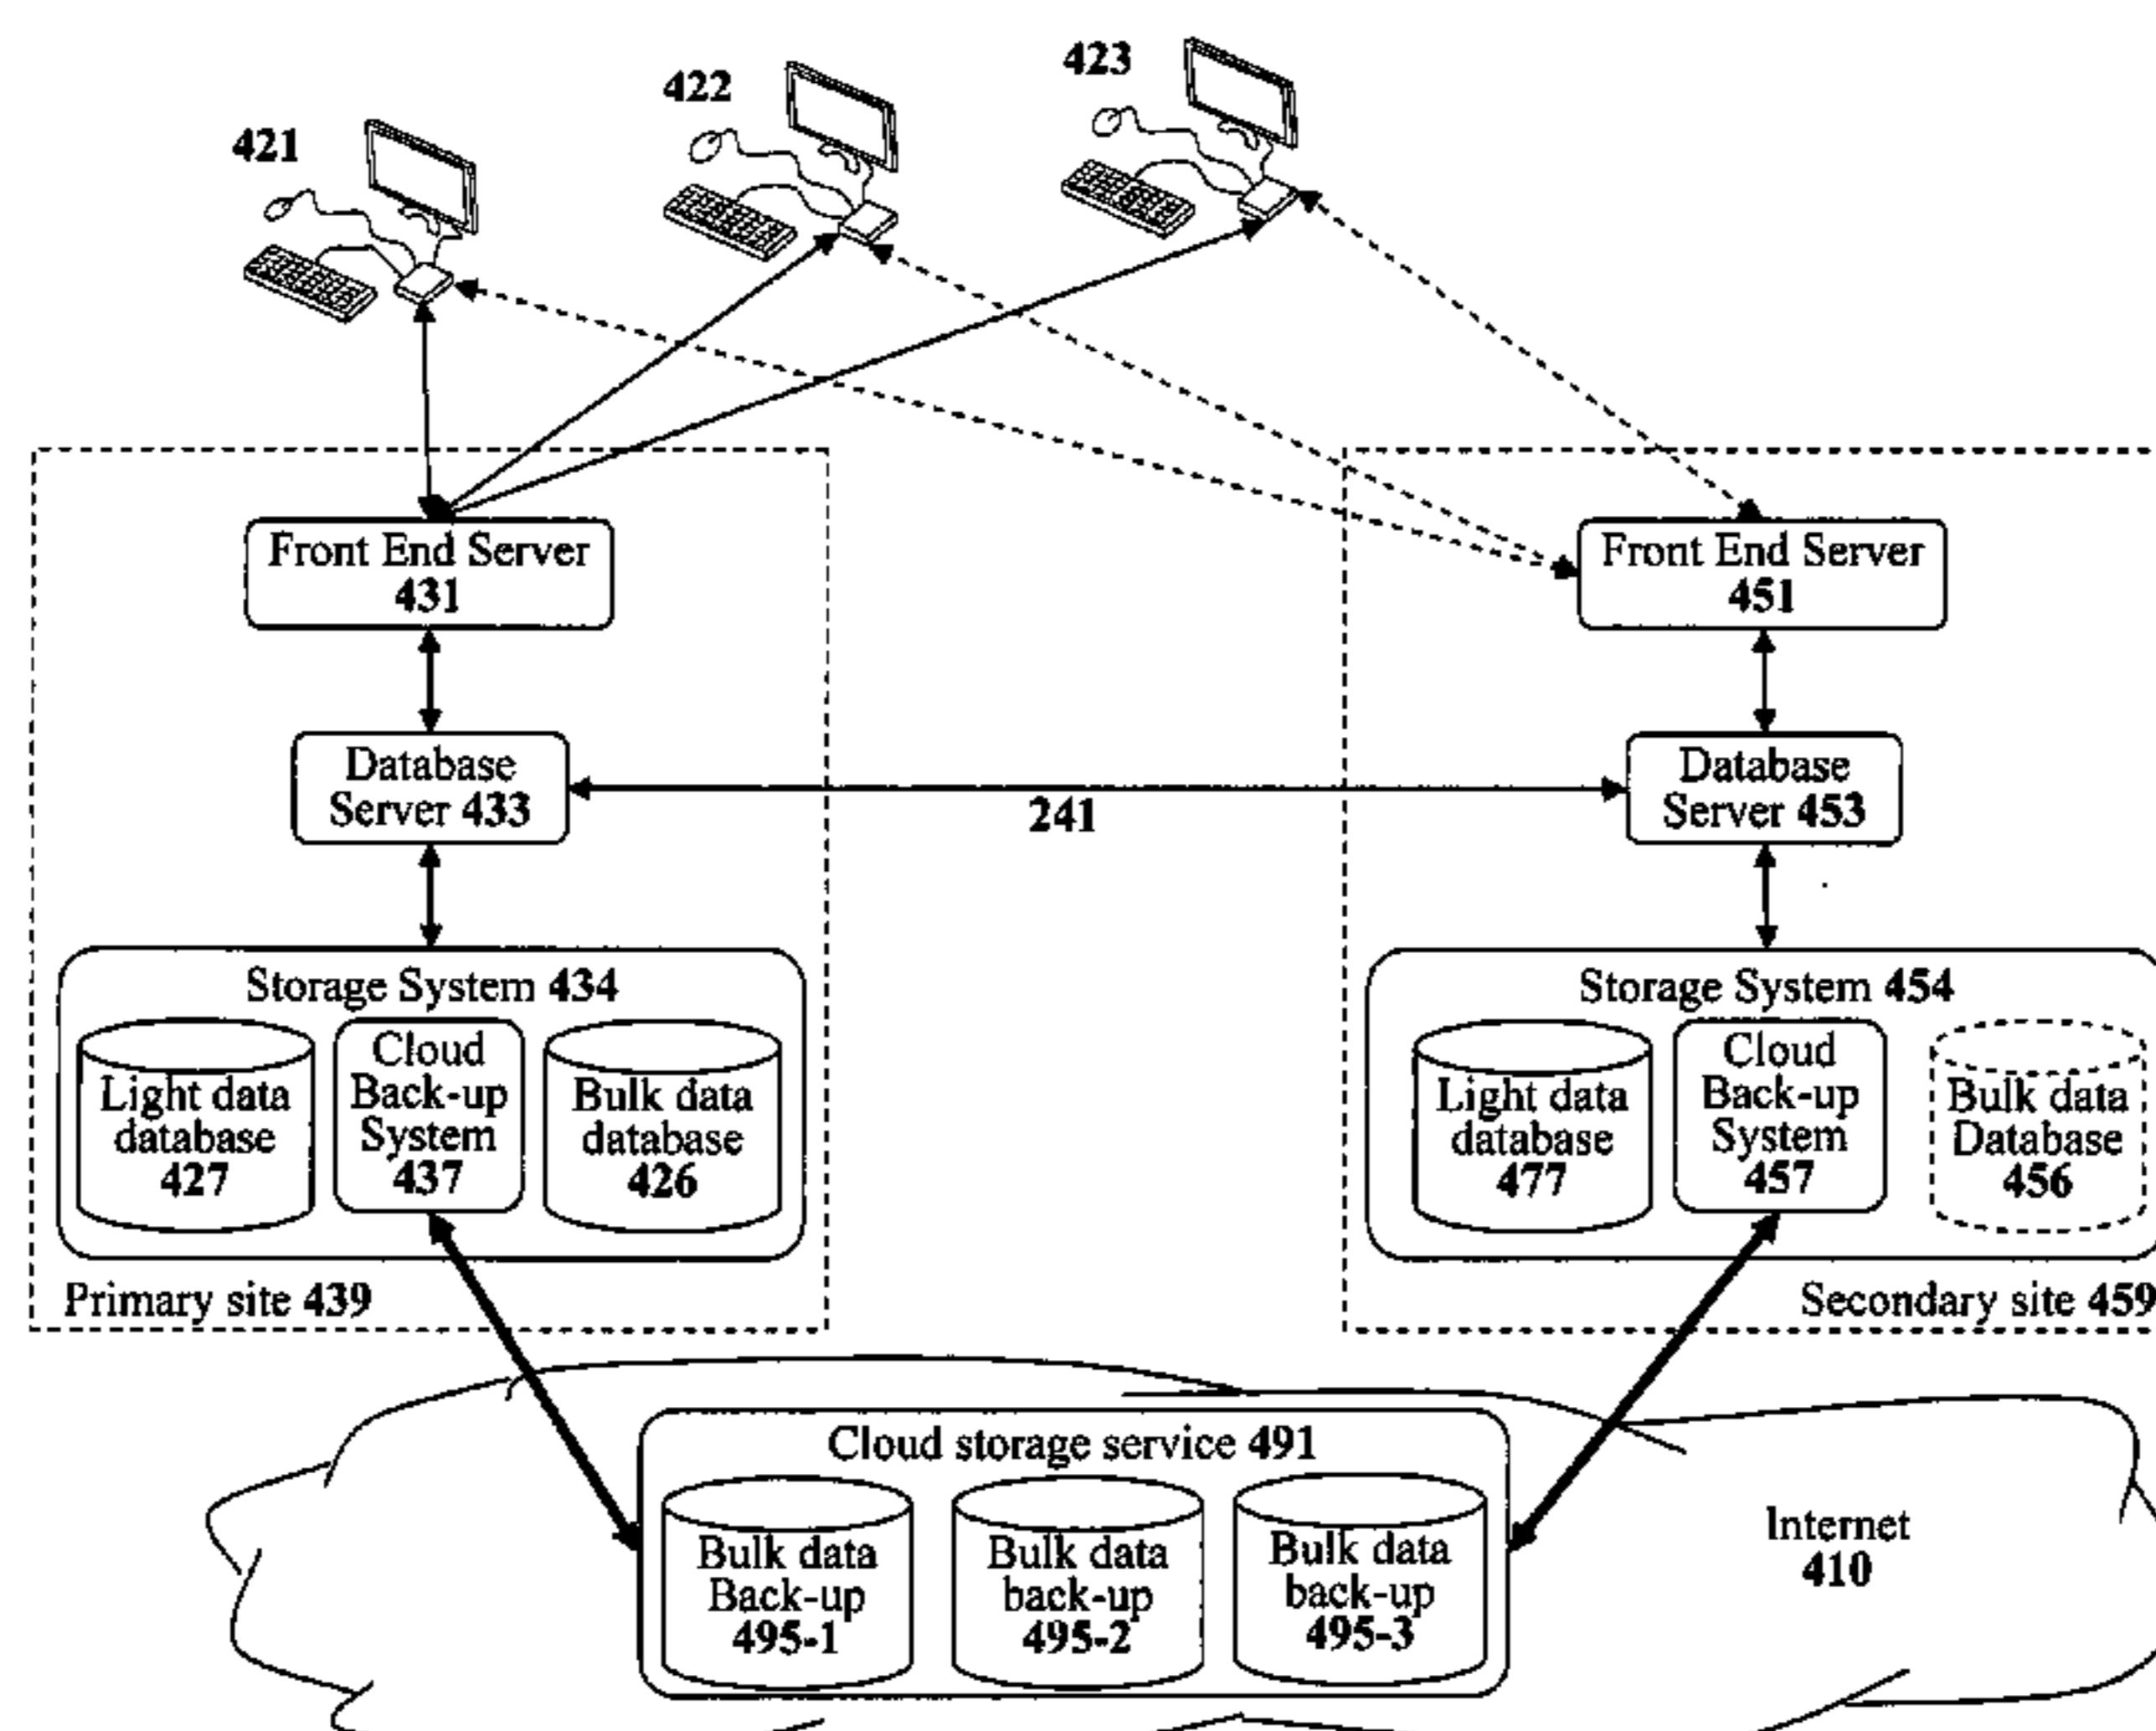 423
422
421
Front End Server
431
Front End Server
451
Database
Server 433
241
Database
Server 453
Storage System 434
Light data
database
427
Cloud
Back-up
System
437
Bulk data
database
426
Primary site 439
Storage System 454
Light data
database
477
Cloud
Back-up
System
457
Bulk data
Database
456
Secondary site 459
Cloud storage service 491
Bulk data
Back-up
495-1
Bulk data
back-up
495-2
Bulk data
back-up
495-3
Internet
410